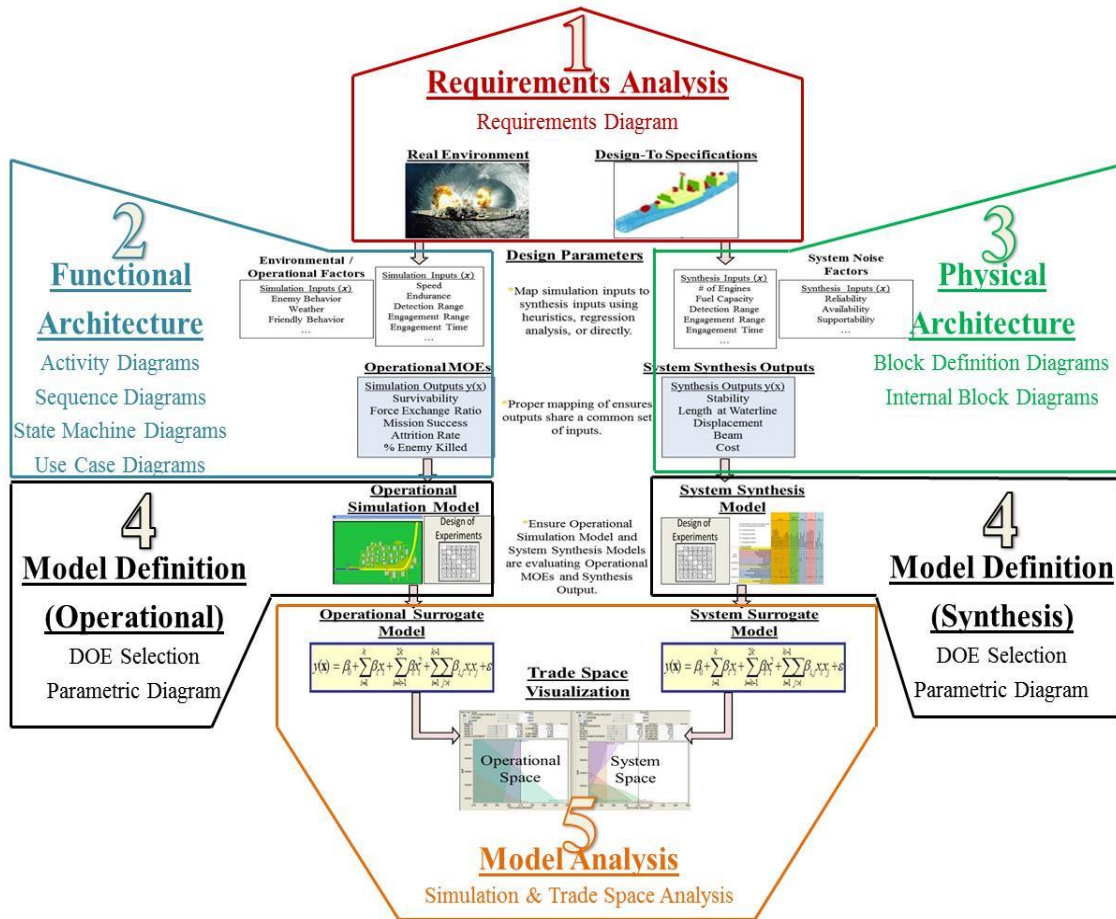 1
Requirements Analysis
Requirements Diagram
Real Environment
Design-To Specifications
2
Functional
Architecture
Activity Diagrams
Sequence Diagrams
State Machine Diagrams
Use Case Diagrams
Environmental /
Operational Factors
Simulation Inputs (x)
Enemy Behavior
Weather
Friendly Behavior
...
Simulation Inputs (x)
Speed
Endurance
Detection Range
Engagement Range
Engagement Time
...
Operational MOEs
Simulation Outputs y(x)
Survivability
Force Exchange Ratio
Mission Success
Attrition Rate
% Enemy Killed
Design Parameters
*Map simulation inputs to
synthesis inputs using
heuristics, regression
analysis, or directly.
*Proper mapping of ensures
outputs share a common set
of inputs.
*Ensure Operational
Simulation Model and
System Synthesis Models
are evaluating Operational
MOEs and Synthesis
Output.
Synthesis Inputs (x)
# of Engines
Fuel Capacity
Detection Range
Engagement Range
Engagement Time
...
System Noise
Factors
Synthesis Inputs (x)
Reliability
Availability
Supportability
...
System Synthesis Outputs
Synthesis Outputs y(x)
Stability
Length at Waterline
Displacement
Beam
Cost
3
Physical
Architecture
Block Definition Diagrams
Internal Block Diagrams
4
Model Definition
(Operational)
DOE Selection
Parametric Diagram
Operational
Simulation Model
Design of
Experiments
System Synthesis
Model
Design of
Experiments
4
Model Definition
(Synthesis)
DOE Selection
Parametric Diagram
Operational Surrogate
Model
System Surrogate
Model
Trade Space
Visualization
Operational
Space
System
Space
5
Model Analysis
Simulation & Trade Space Analysis